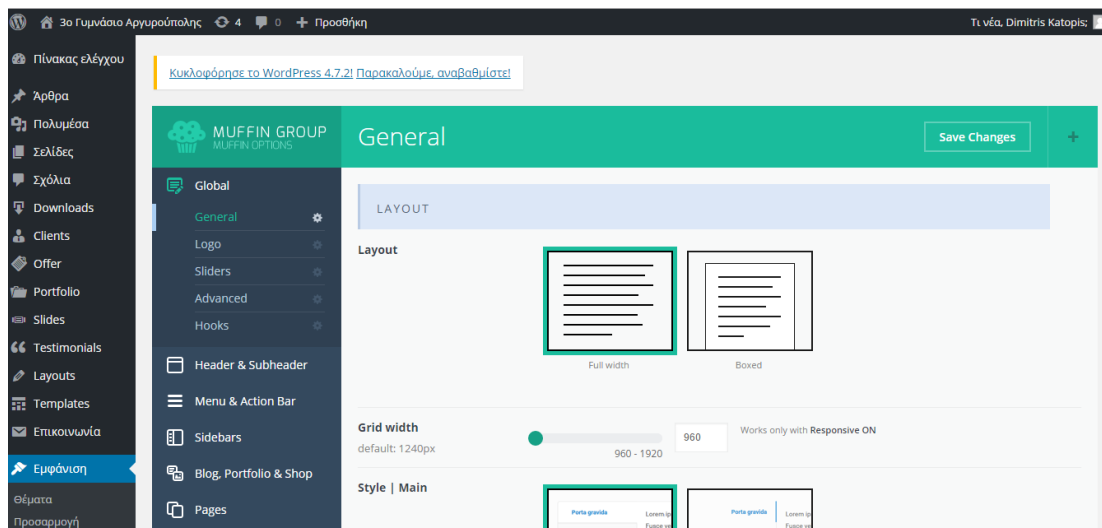 3ο Γυμνάσιο Αργυρούπολης 4 0 + Προσθήκη Τι νέα, Dimitris Katopis;
Πίνακας ελέγχου
Άρθρα
Πολυμέσα
Σελίδες
Σχόλια
Downloads
Clients
Offer
Portfolio
Slides
Testimonials
Layouts
Templates
Επικοινωνία
Εμφάνιση
Θέματα
Προσαρμογή
Κυκλοφόρησε το WordPress 4.7.2! Παρακαλούμε, αναβαθμίστε!
MUFFIN GROUP
MUFFIN OPTIONS
General
Save Changes
+
Global
General
Logo
Sliders
Advanced
Hooks
Header & Subheader
Menu & Action Bar
Sidebars
Blog, Portfolio & Shop
Pages
LAYOUT
Layout
Full width
Boxed
Grid width
default: 1240px
960 - 1920
960
Works only with Responsive ON
Style | Main
Porta gravida
Porta gravida